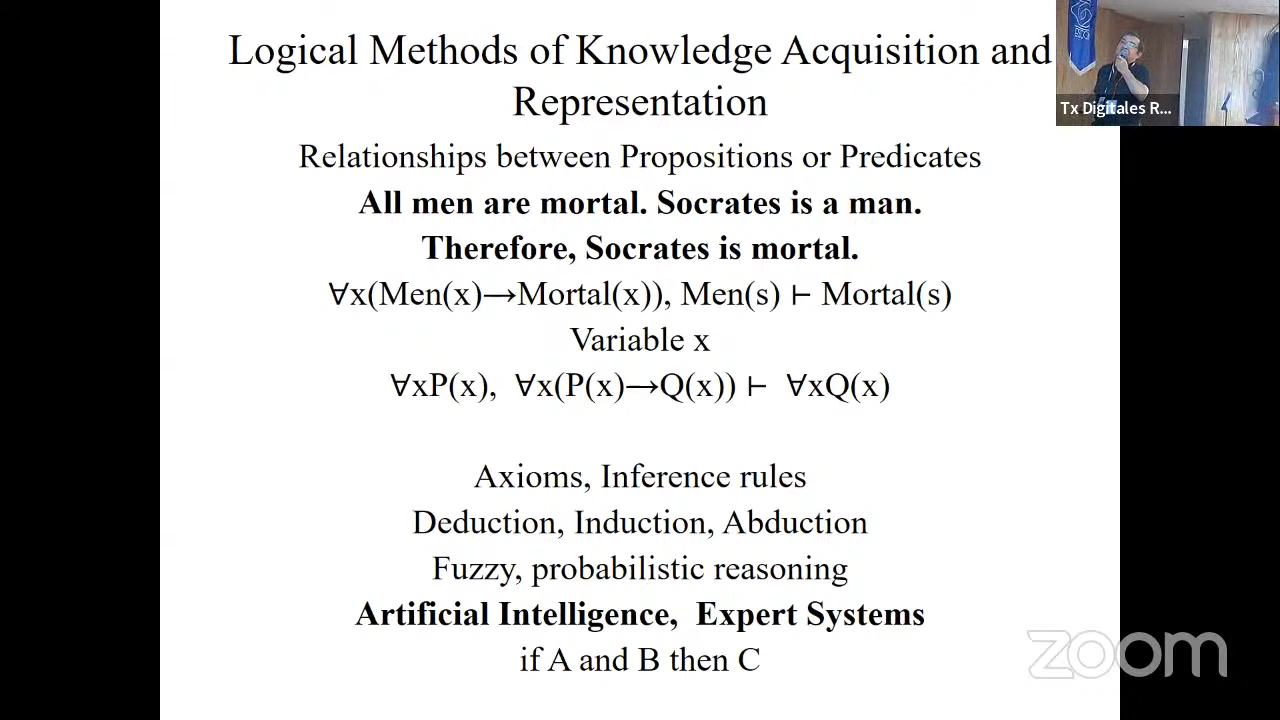 Logical Methods of Knowledge Acquisition and
Representation
Relationships between Propositions or Predicates
All men are mortal. Socrates is a man.
Therefore, Socrates is mortal.
∀x(Men(x)→Mortal(x)), Men(s) ⊢ Mortal(s)
Variable x
∀xP(x), ∀x(P(x)→Q(x)) ⊢ ∀xQ(x)
Axioms, Inference rules
Deduction, Induction, Abduction
Fuzzy, probabilistic reasoning
Artificial Intelligence, Expert Systems
if A and B then C
Tx Digitales R...
zoom